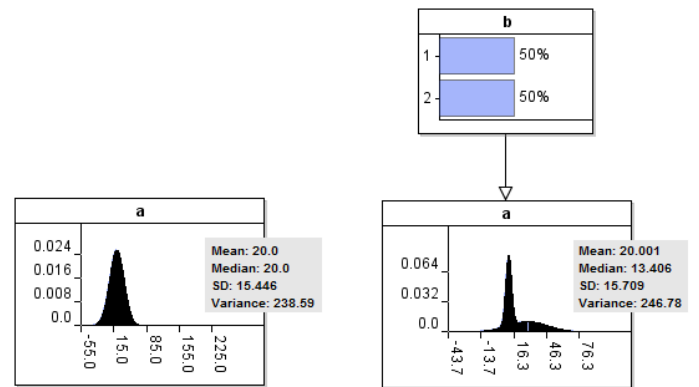 b
1
50%
2
50%
a
0.024
0.016
0.008
0.0
-55.0
15.0
85.0
155.0
225.0
Mean: 20.0
Median: 20.0
SD: 15.446
Variance: 238.59
a
0.064
0.032
0.0
-43.7
-13.7
16.3
46.3
76.3
Mean: 20.001
Median: 13.406
SD: 15.709
Variance: 246.78